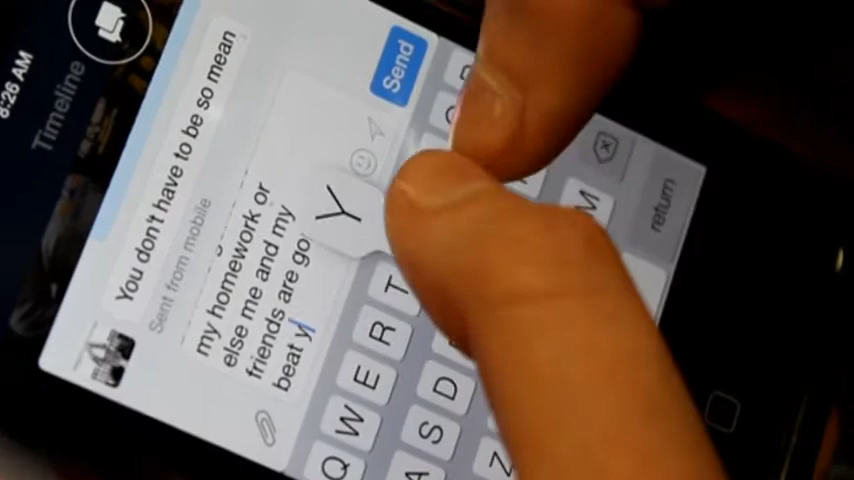 8:26 AM
Timeline
You don't have to be so mean
Sent from mobile
my homework or
else me and my
friends are go
beat y
Send
Y
Q W E R T
A S D
Z
M
return